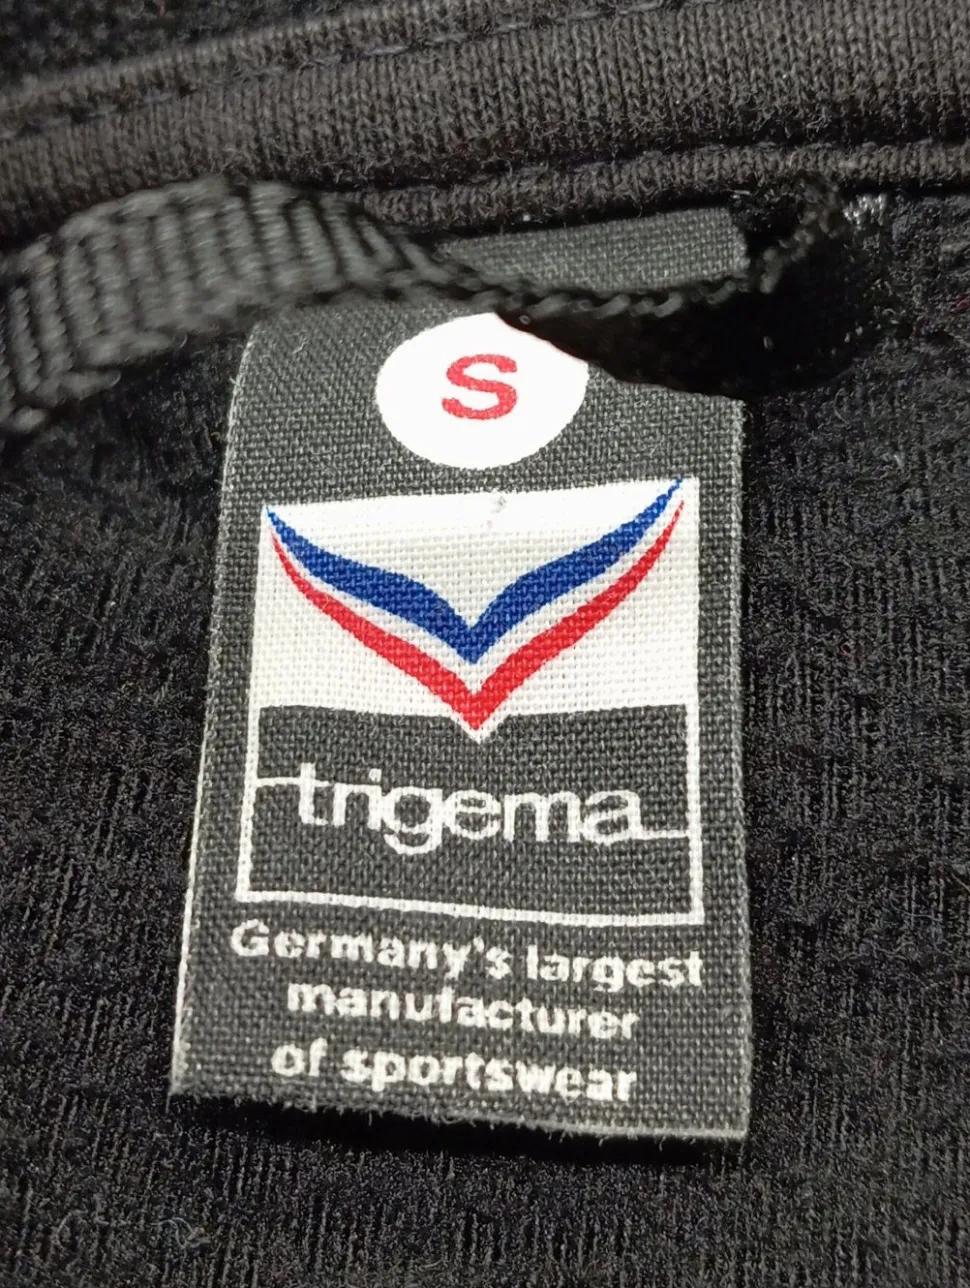 S
trigema
Germany's largest
manufacturer
of sportswear